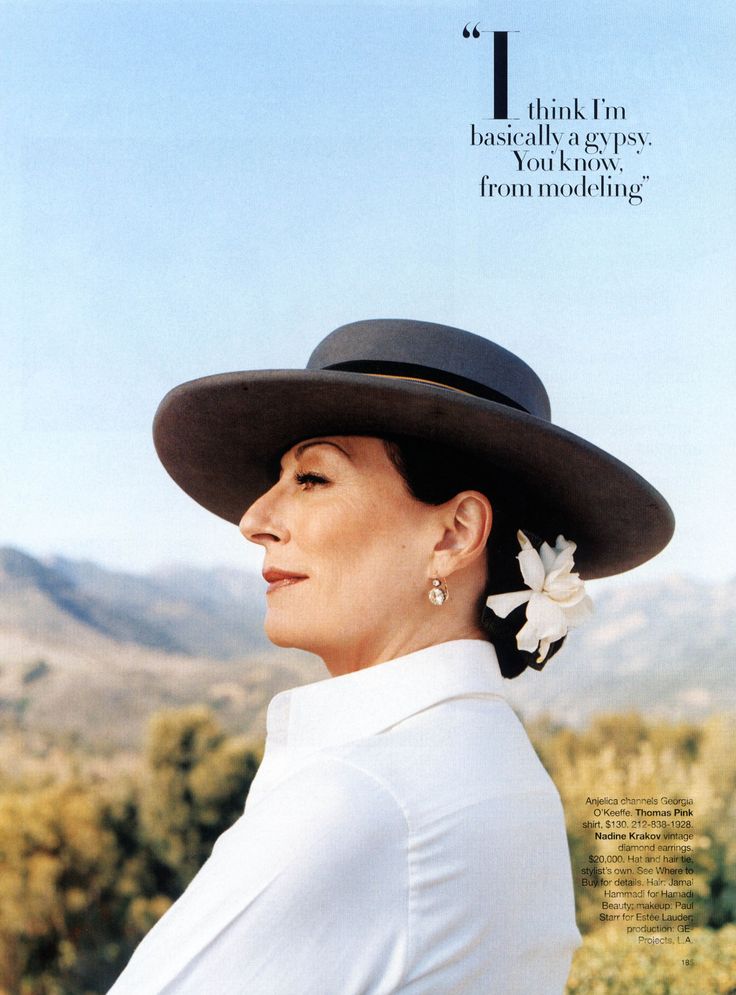 “I think I’m
basically a gypsy.
You know,
from modeling”
Anjelica channels Georgia
O’Keeffe. Thomas Pink
shirt, $130. 212-838-1928.
Nadine Krakov vintage
diamond earrings,
$20,000. Hat and hair tie,
stylist’s own. See Where to
Buy for details. Hair: Jamal
Hammadi for Hamadi
Beauty; makeup: Paul
Starr for Estée Lauder;
production: GE-
Projects, L.A.
185